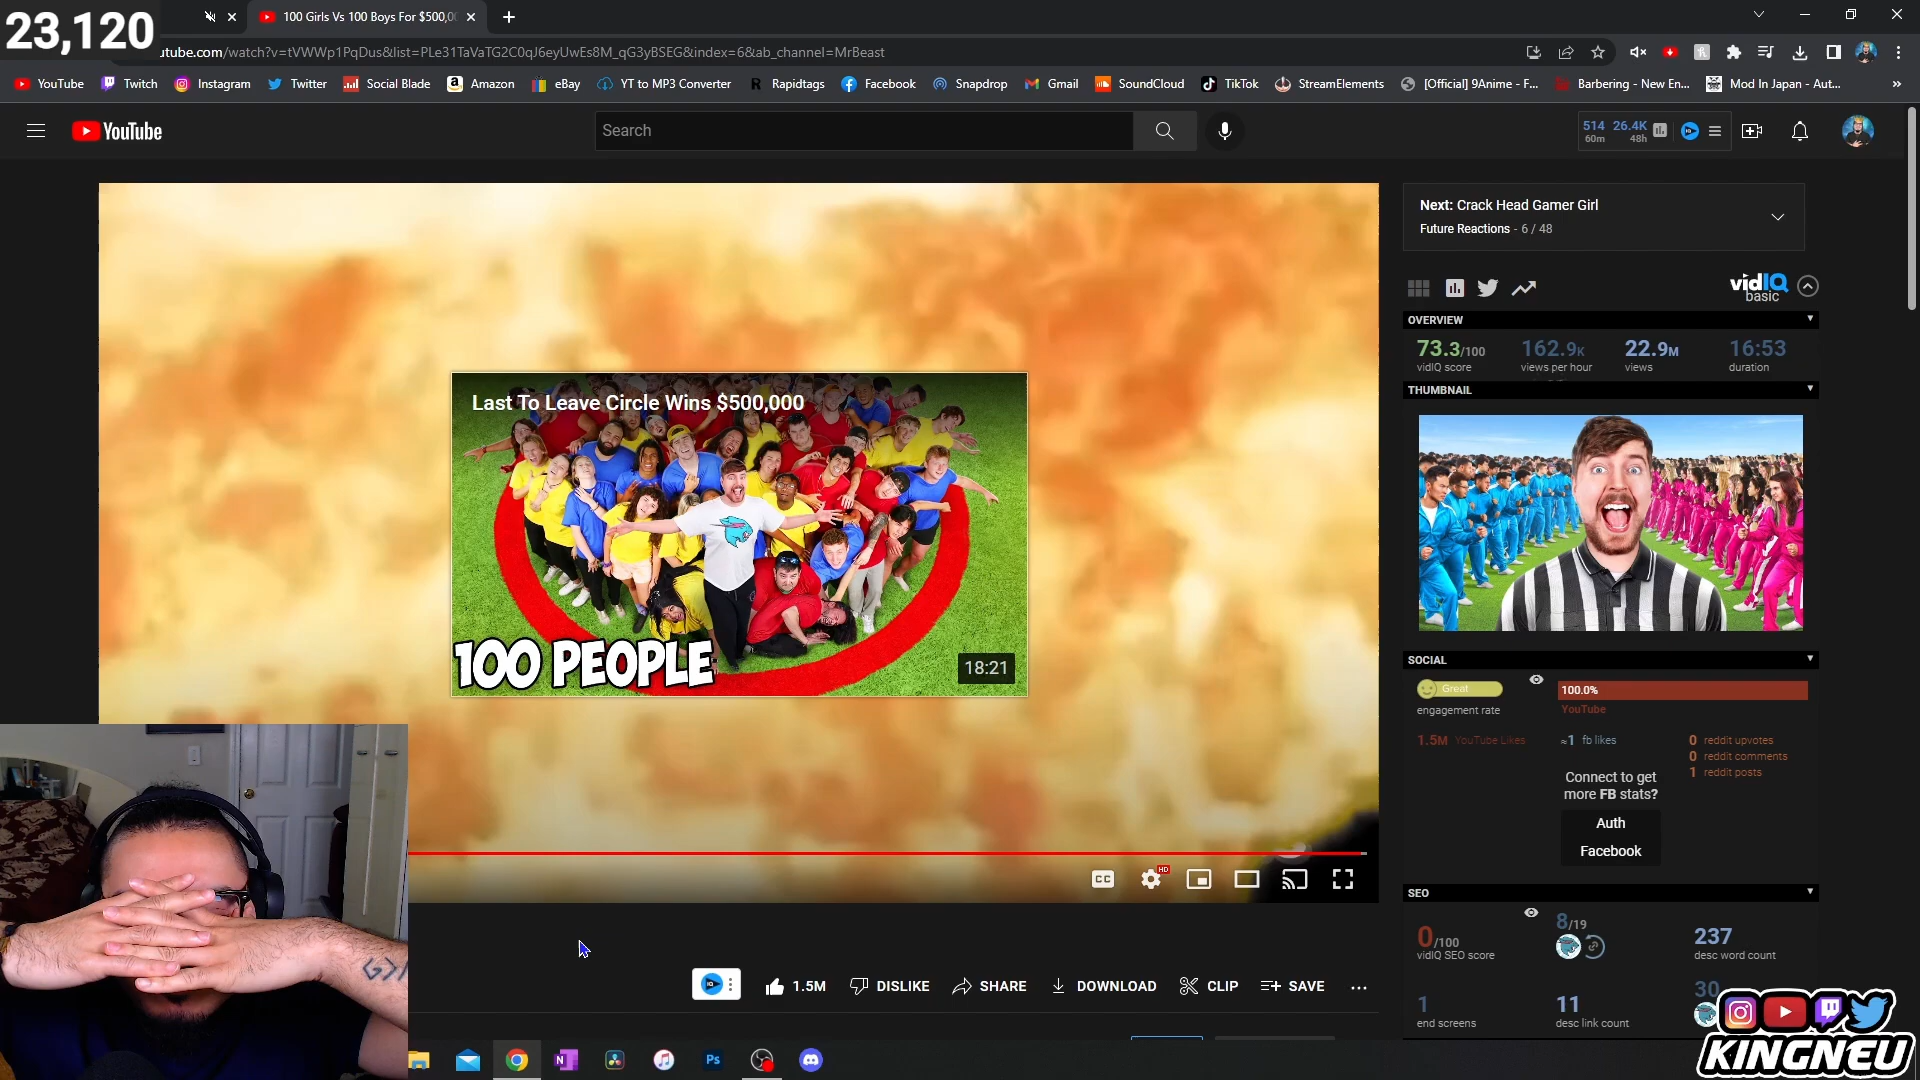 23,120
100 Girls Vs 100 Boys For $500,0
utube.com/watch?v=tVWWp1PqDus&list=PLe31TaVaTG2C0qJ6eyUwEs8M_qG3yBSEG&index=6&ab_channel=MrBeast
YouTube Twitch Instagram Twitter Social Blade Amazon eBay YT to MP3 Converter Rapidtags Facebook Snapdrop Gmail SoundCloud TikTok StreamElements [Official] 9Anime - F... Barbering - New En... Mod In Japan - Aut...
YouTube
Search
514 26.4K
60m 48h
Next: Crack Head Gamer Girl
Future Reactions - 6 / 48
vidIQ
basic
OVERVIEW
73.3/100 162.9K 22.9M 16:53
vidIQ score views per hour views duration
THUMBNAIL
Last To Leave Circle Wins $500,000
100 PEOPLE
18:21
SOCIAL
Great 100.0%
engagement rate YouTube
1.5M YouTube Likes ≈1 fb likes 0 reddit upvotes
0 reddit comments
1 reddit posts
Connect to get
more FB stats?
Auth
Facebook
CC HD
SEO
0/100 8/19 237
vidIQ SEO score desc word count
30
1 11
end screens desc link count
1.5M DISLIKE SHARE DOWNLOAD CLIP SAVE ...
N Ps
KINGNEU